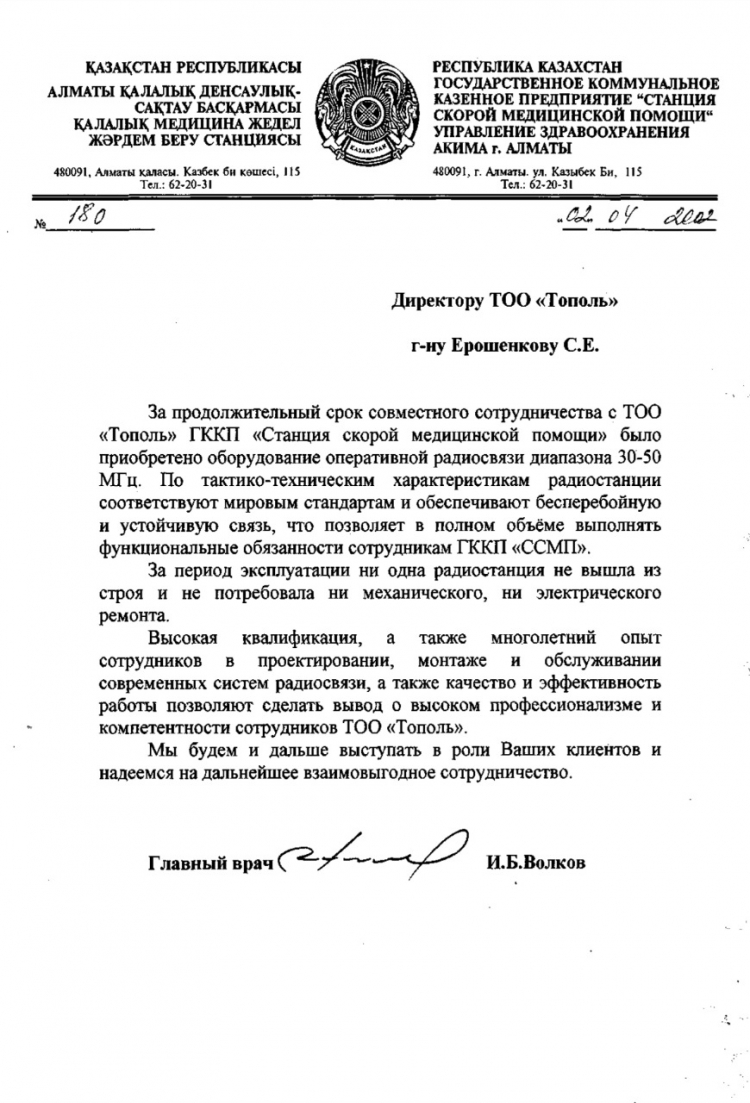 ҚАЗАҚСТАН РЕСПУБЛИКАСЫ
АЛМАТЫ ҚАЛАЛЫҚ ДЕНСАУЛЫҚ-
САҚТАУ БАСҚАРМАСЫ
ҚАЛАЛЫҚ МЕДИЦИНА ЖЕДЕЛ
ЖӘРДЕМ БЕРУ СТАНЦИЯСЫ
480091, Алматы қаласы. Казбек би көшесі, 115
Тел.: 62-20-31
ҚАЗАҚСТАН
РЕСПУБЛИКА КАЗАХСТАН
ГОСУДАРСТВЕННОЕ КОММУНАЛЬНОЕ
КАЗЕННОЕ ПРЕДПРИЯТИЕ “СТАНЦИЯ
СКОРОЙ МЕДИЦИНСКОЙ ПОМОЩИ“
УПРАВЛЕНИЕ ЗДРАВООХРАНЕНИЯ
АКИМА г. АЛМАТЫ
480091, г. Алматы. ул. Казыбек Би, 115
Тел.: 62-20-31
№ 180
„02„ 04 2002
Директору ТОО «Тополь»
г-ну Ерошенкову С.Е.
За продолжительный срок совместного сотрудничества с ТОО
«Тополь» ГККП «Станция скорой медицинской помощи» было
приобретено оборудование оперативной радиосвязи диапазона 30-50
МГц. По тактико-техническим характеристикам радиостанции
соответствуют мировым стандартам и обеспечивают бесперебойную
и устойчивую связь, что позволяет в полном объёме выполнять
функциональные обязанности сотрудникам ГККП «ССМП».
За период эксплуатации ни одна радиостанция не вышла из
строя и не потребовала ни механического, ни электрического
ремонта.
Высокая квалификация, а также многолетний опыт
сотрудников в проектировании, монтаже и обслуживании
современных систем радиосвязи, а также качество и эффективность
работы позволяют сделать вывод о высоком профессионализме и
компетентности сотрудников ТОО «Тополь».
Мы будем и дальше выступать в роли Ваших клиентов и
надеемся на дальнейшее взаимовыгодное сотрудничество.
Главный врач И.Б.Волков